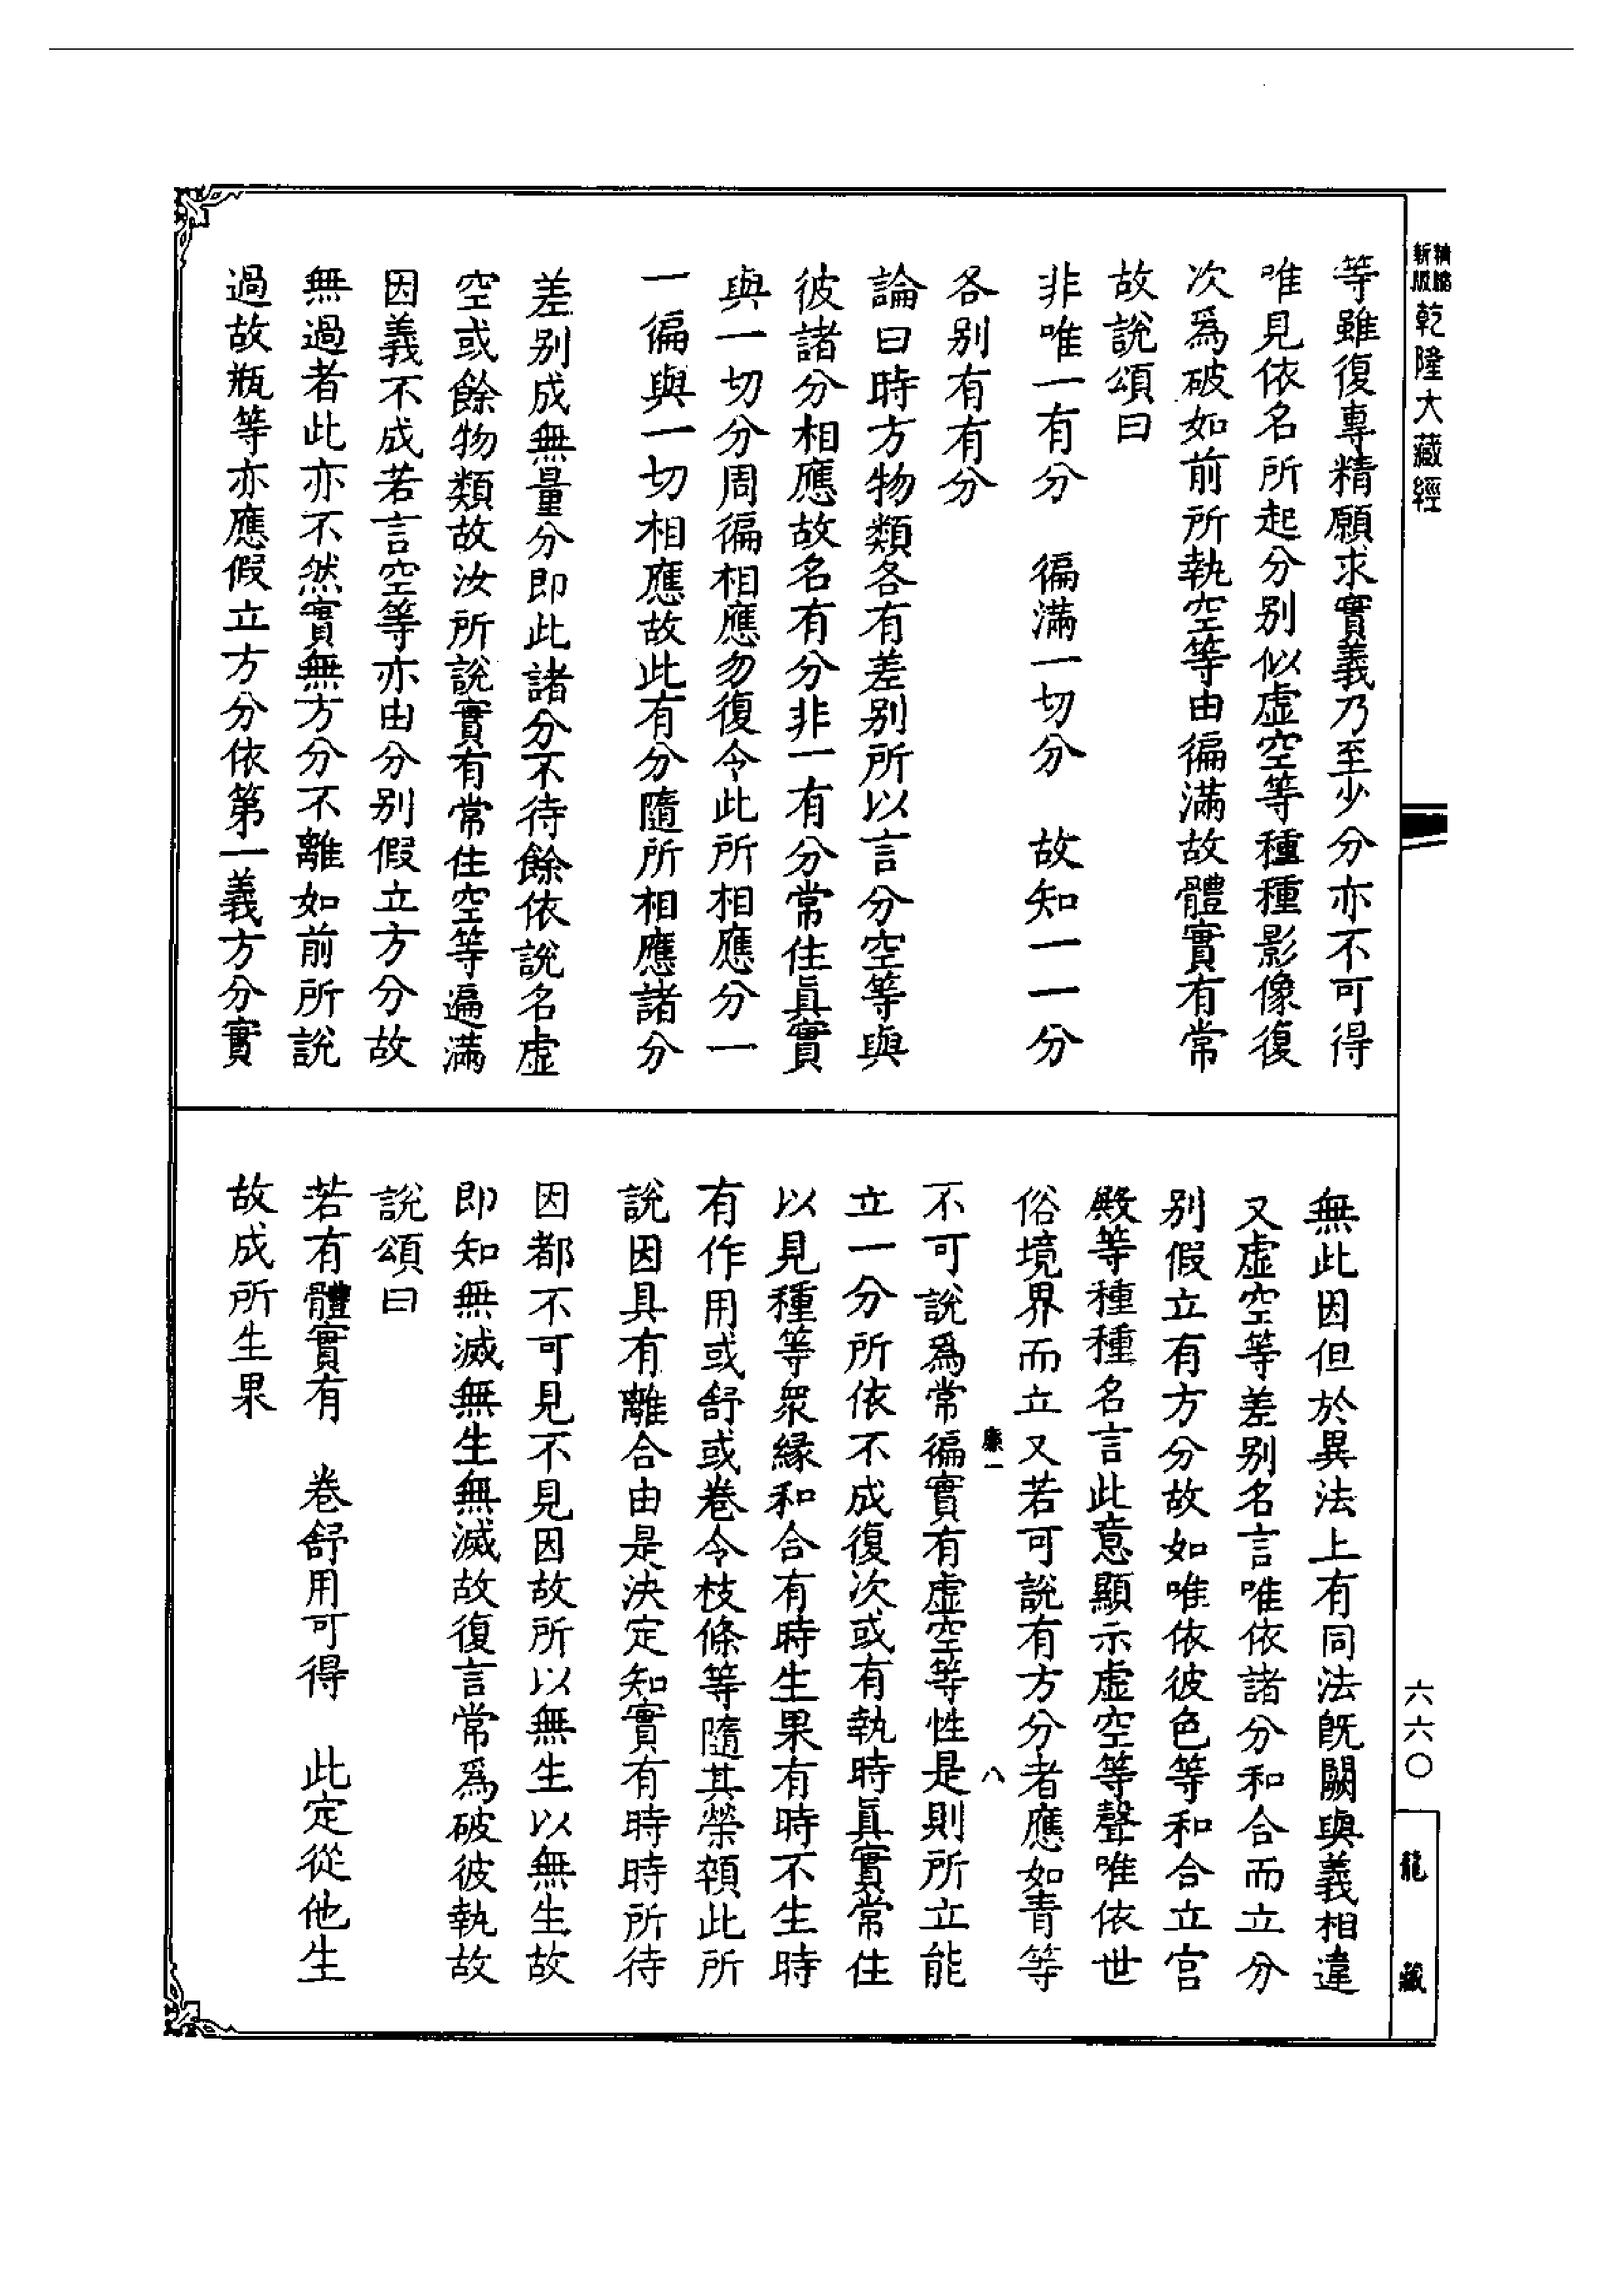 精縮新版乾隆大藏經
六六〇
龍藏
等雖復專精願求實義乃至少分亦不可得
唯見依名所起分別似虛空等種種影像復
次爲破如前所執空等由徧滿故體實有常
故說頌曰
非唯一有分　徧滿一切分　故知一一分
各別有有分
論曰時方物類各有差別所以言分空等與
彼諸分相應故名有分非一有分常住眞實
與一切分周徧相應勿復令此所相應分一
一徧與一切相應故此有分隨所相應諸分
差別成無量分即此諸分不待餘依說名虛
空或餘物類故汝所說實有常住空等遍滿
因義不成若言空等亦由分別假立方分故
無過者此亦不然實無方分不離如前所說
過故瓶等亦應假立方分依第一義方分實
無此因但於異法上有同法旣闕與義相違
又虛空等差別名言唯依諸分和合而立分
別假立有方分故如唯依彼色等和合立宮
殿等種種名言此意顯示虛空等聲唯依世
俗境界而立又若可說有方分者應如青等
廉一　八
不可說爲常徧實有虛空等性是則所立能
立一分所依不成復次或有執時眞實常住
以見種等衆緣和合有時生果有時不生時
有作用或舒或卷令枝條等隨其榮頓此所
說因具有離合由是決定知實有時時所待
因都不可見不見因故所以無生以無生故
即知無滅無生無滅故復言常爲破彼執故
說頌曰
若有體實有　卷舒用可得　此定從他生
故成所生果